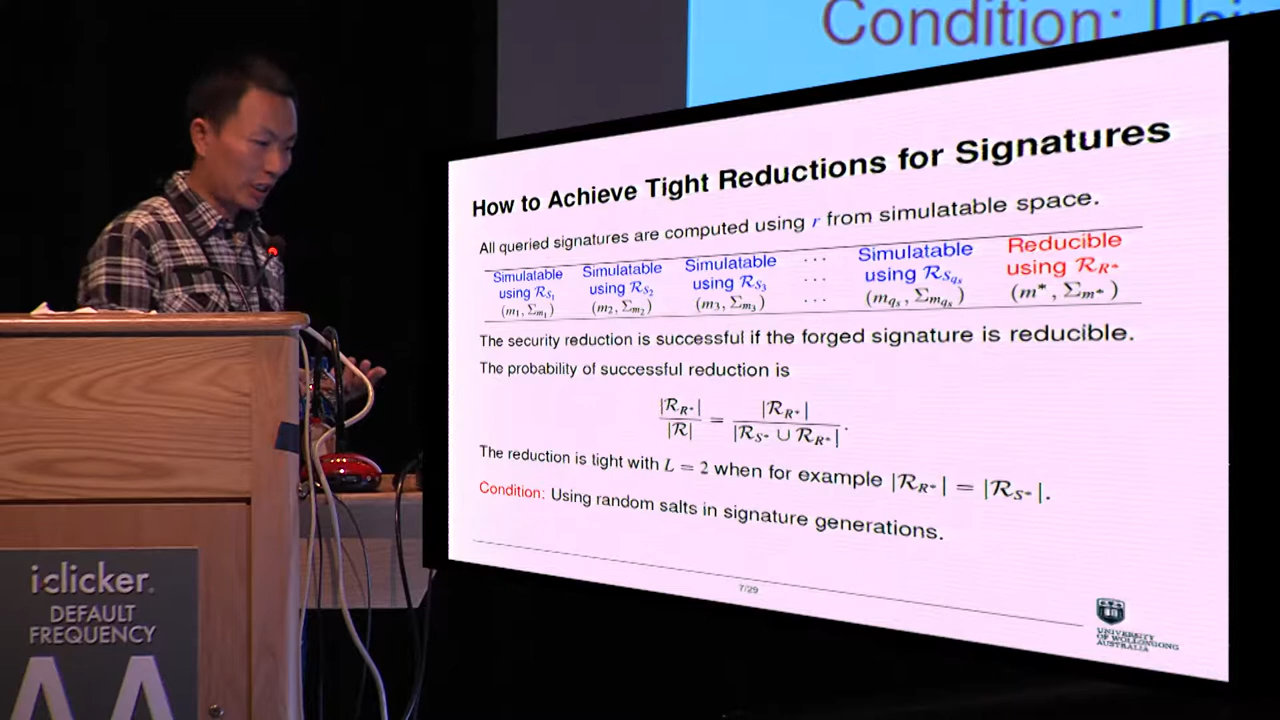 Condition:
How to Achieve Tight Reductions for Signatures
All queried signatures are computed using r from simulatable space.
Simulatable Simulatable Simulatable ··· Simulatable Reducible
using 𝓡_{S_1} using 𝓡_{S_2} using 𝓡_{S_3} ··· using 𝓡_{S_{q_s}} using 𝓡_{R*}
(m_1, Σ_{m_1}) (m_2, Σ_{m_2}) (m_3, Σ_{m_3}) ··· (m_{q_s}, Σ_{m_{q_s}}) (m*, Σ_{m*})
The security reduction is successful if the forged signature is reducible.
The probability of successful reduction is
|𝓡_{R*}| / |𝓡| = |𝓡_{R*}| / |𝓡_{S*} ∪ 𝓡_{R*}|.
The reduction is tight with L = 2 when for example |𝓡_{R*}| = |𝓡_{S*}|.
Condition: Using random salts in signature generations.
7/29
UNIVERSITY
OF WOLLONGONG
AUSTRALIA
iclicker.
DEFAULT
FREQUENCY
AA